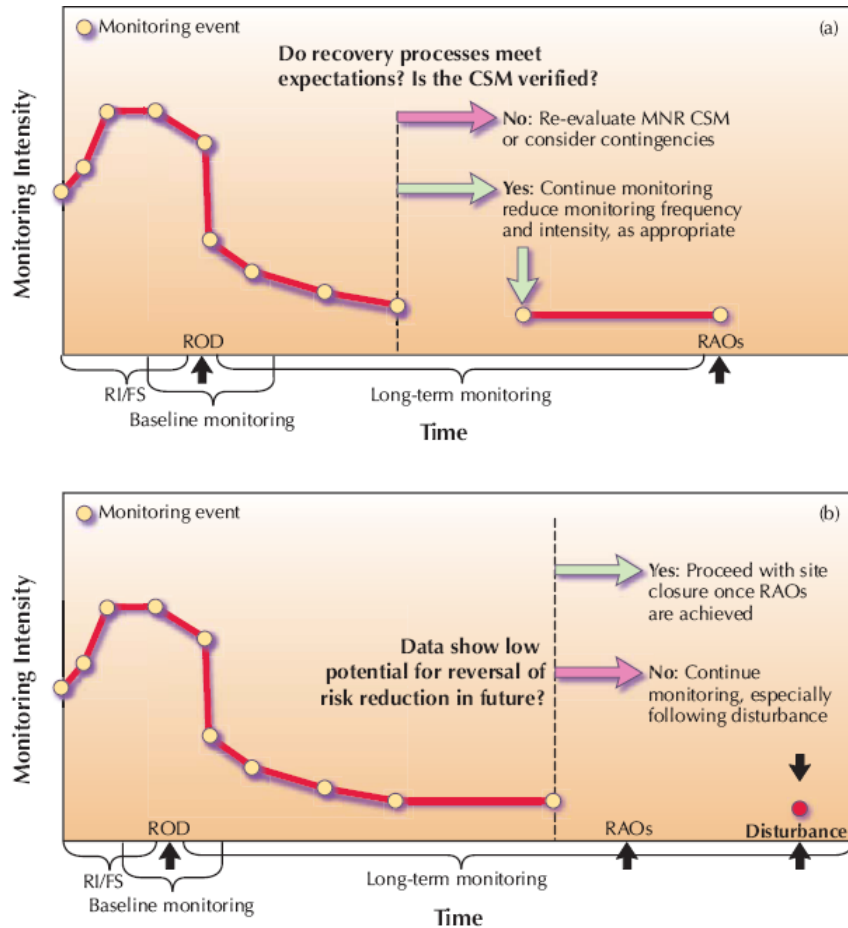 Monitoring event
(a)
Do recovery processes meet
expectations? Is the CSM verified?
No: Re-evaluate MNR CSM
or consider contingencies
Yes: Continue monitoring
reduce monitoring frequency
and intensity, as appropriate
Monitoring Intensity
ROD
RAOs
RI/FS
Baseline monitoring
Long-term monitoring
Time
Monitoring event
(b)
Yes: Proceed with site
closure once RAOs
are achieved
Data show low
potential for reversal of
risk reduction in future?
No: Continue
monitoring, especially
following disturbance
Monitoring Intensity
ROD
RAOs
Disturbance
RI/FS
Baseline monitoring
Long-term monitoring
Time